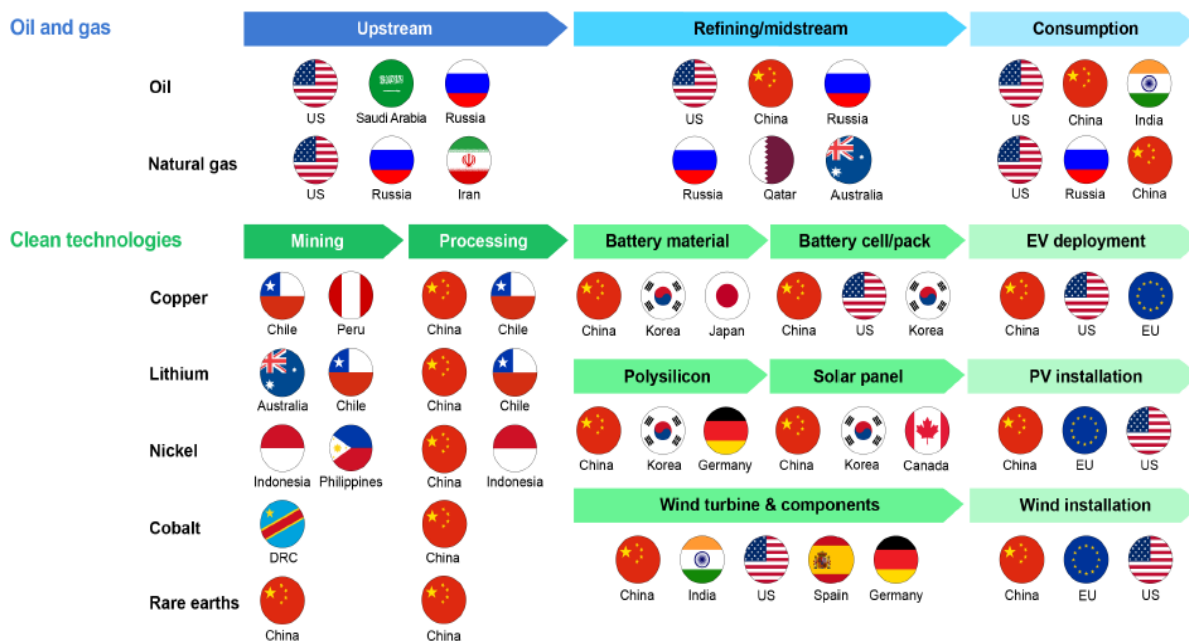 Oil and gas Upstream Refining/midstream Consumption
Oil
US Saudi Arabia Russia US China Russia US China India
Natural gas
US Russia Iran Russia Qatar Australia US Russia China
Clean technologies Mining Processing Battery material Battery cell/pack EV deployment
Copper
Chile Peru China Chile China Korea Japan China US Korea China US EU
Lithium Polysilicon Solar panel PV installation
Australia Chile China Chile
Nickel
Indonesia Philippines China Indonesia China Korea Germany China Korea Canada China EU US
Wind turbine & components Wind installation
Cobalt
DRC China
China India US Spain Germany China EU US
Rare earths
China China